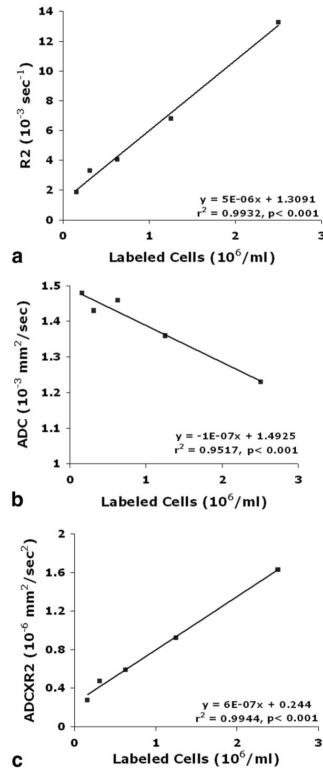 14
12
10
8
6
4
2
0
R2 (10⁻³ sec⁻¹)
y = 5E-06x + 1.3091
r² = 0.9932, p< 0.001
0 1 2 3
a Labeled Cells (10⁶/ml)
1.5
1.4
1.3
1.2
1.1
1
ADC (10⁻³ mm²/sec)
y = -1E-07x + 1.4925
r² = 0.9517, p< 0.001
0 1 2 3
b Labeled Cells (10⁶/ml)
2
1.6
1.2
0.8
0.4
0
ADCXR2 (10⁻⁶ mm²/sec²)
y = 6E-07x + 0.244
r² = 0.9944, p< 0.001
0 1 2 3
c Labeled Cells (10⁶/ml)